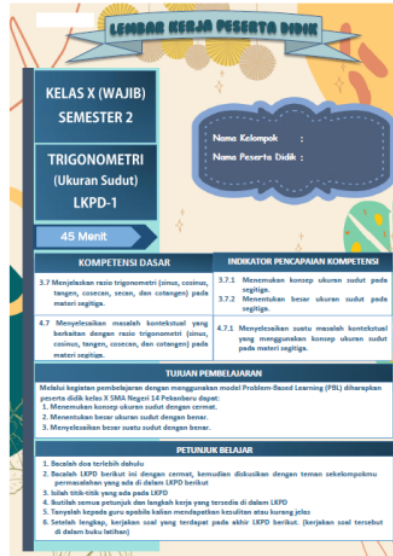 LEMBAR KERJA PESERTA DIDIK
KELAS X (WAJIB)
SEMESTER 2
TRIGONOMETRI
(Ukuran Sudut)
LKPD-1
45 Menit
Nama Kelompok :
Nama Peserta Didik :
KOMPETENSI DASAR
3.7 Menjelaskan rasio trigonometri (sinus, cosinus,
tangen, cosecan, secan, dan cotangen) pada
materi segitiga.
4.7 Menyelesaikan masalah kontekstual yang
berkaitan dengan rasio trigonometri (sinus,
cosinus, tangen, cosecan, dan cotangen) pada
materi segitiga.
INDIKATOR PENCAPAIAN KOMPETENSI
3.7.1 Menemukan konsep ukuran sudut pada
segitiga.
3.7.2 Menentukan besar ukuran sudut pada
segitiga.
4.7.1 Menyelesaikan suatu masalah kontekstual
yang menggunakan konsep ukuran sudut
pada materi segitiga.
TUJUAN PEMBELAJARAN
Melalui kegiatan pembelajaran dengan menggunakan model Problem-Based Learning (PBL) diharapkan
peserta didik kelas X SMA Negeri 14 Pekanbaru dapat:
1. Menemukan konsep ukuran sudut dengan cermat.
2. Menentukan besar ukuran sudut dengan benar.
3. Menyelesaikan besar suatu sudut dengan benar.
PETUNJUK BELAJAR
1. Bacalah doa terlebih dahulu
2. Bacalah LKPD berikut ini dengan cermat, kemudian diskusikan dengan teman sekelompokmu
permasalahan yang ada di dalam LKPD berikut
3. Isilah titik-titik yang ada pada LKPD
4. Ikutilah semua petunjuk dan langkah kerja yang tersedia di dalam LKPD
5. Tanyalah kepada guru apabila kalian mendapatkan kesulitan atau kurang jelas
6. Setelah lengkap, kerjakan soal yang terdapat pada akhir LKPD berikut. (kerjakan soal tersebut
di dalam buku latihan)